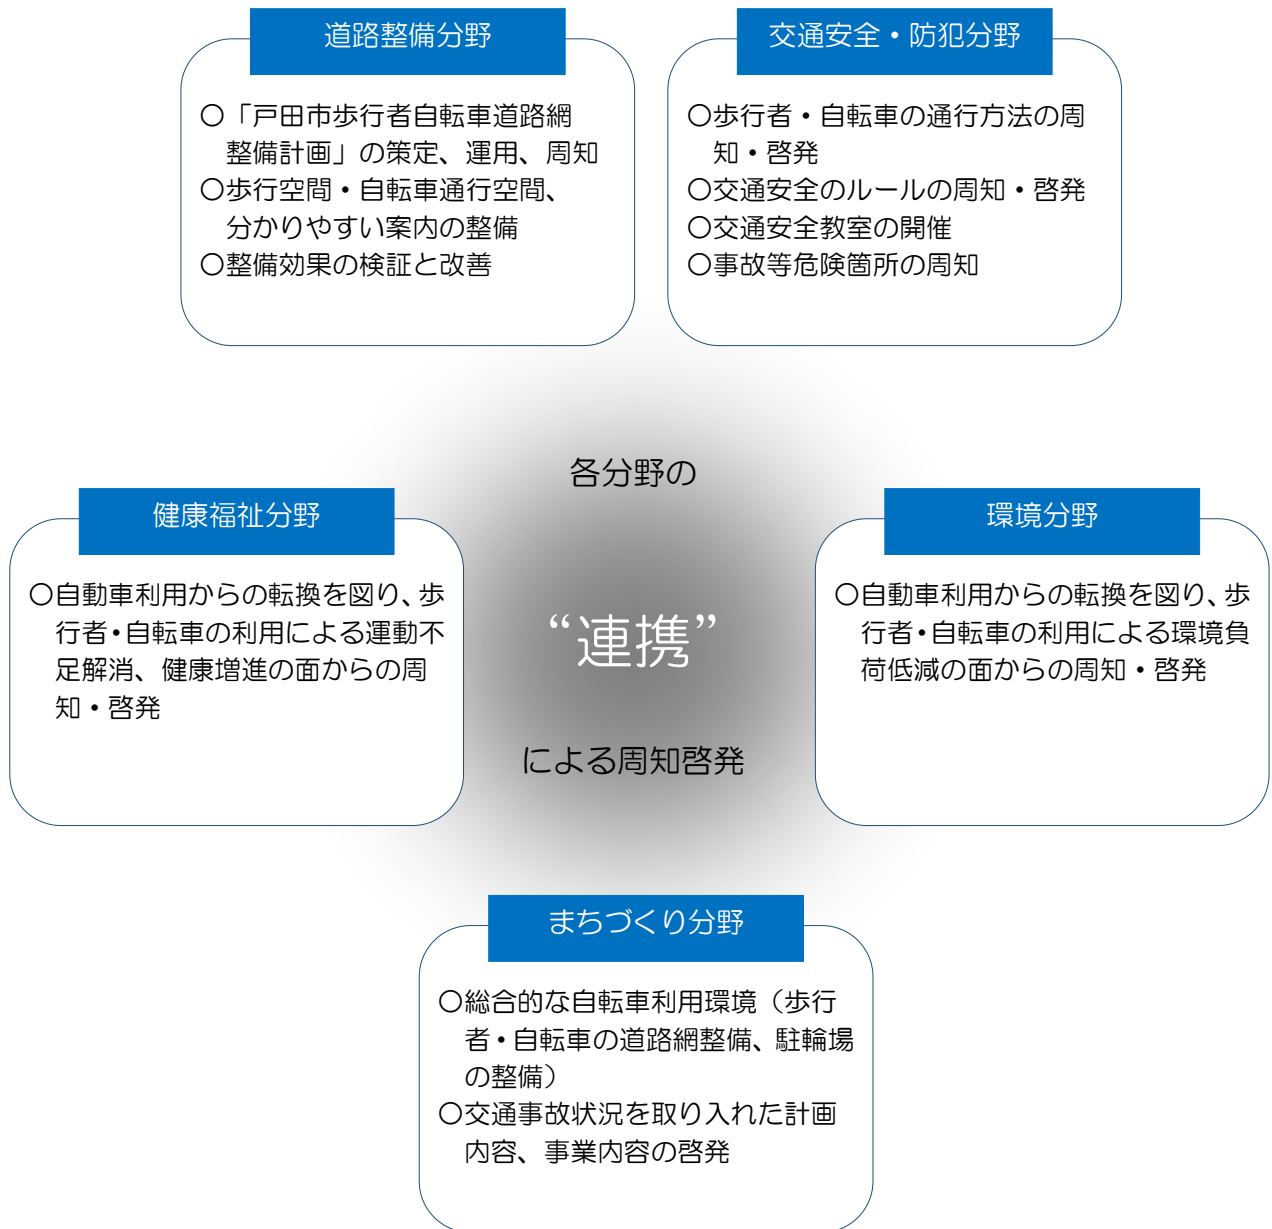 道路整備分野
〇「戸田市歩行者自転車道路網
整備計画」の策定、運用、周知
〇歩行空間・自転車通行空間、
分かりやすい案内の整備
〇整備効果の検証と改善
交通安全・防犯分野
〇歩行者・自転車の通行方法の周
知・啓発
〇交通安全のルールの周知・啓発
〇交通安全教室の開催
〇事故等危険箇所の周知
各分野の
“連携”
による周知啓発
健康福祉分野
〇自動車利用からの転換を図り、歩
行者・自転車の利用による運動不
足解消、健康増進の面からの周
知・啓発
環境分野
〇自動車利用からの転換を図り、歩
行者・自転車の利用による環境負
荷低減の面からの周知・啓発
まちづくり分野
〇総合的な自転車利用環境（歩行
者・自転車の道路網整備、駐輪場
の整備）
〇交通事故状況を取り入れた計画
内容、事業内容の啓発